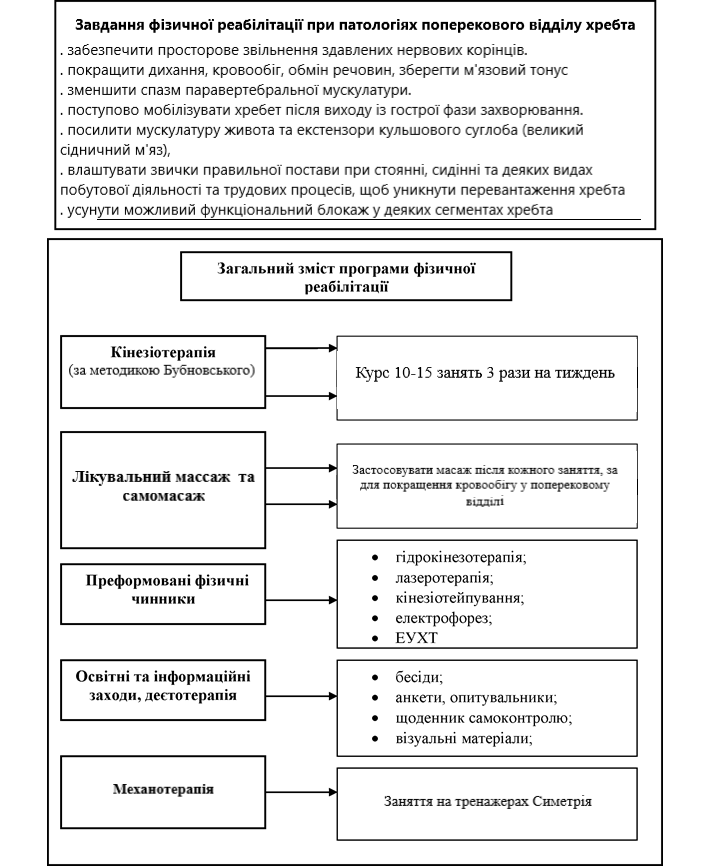 Завдання фізичної реабілітації при патологіях поперекового відділу хребта
. забезпечити просторове звільнення здавлених нервових корінців.
. покращити дихання, кровообіг, обмін речовин, зберегти м'язовий тонус
. зменшити спазм паравертебральної мускулатури.
. поступово мобілізувати хребет після виходу із гострої фази захворювання.
. посилити мускулатуру живота та екстензори кульшового суглоба (великий
сідничний м'яз),
. влаштувати звички правильної постави при стоянні, сидінні та деяких видах
побутової діяльності та трудових процесів, щоб уникнути перевантаження хребта
. усунути можливий функціональний блокаж у деяких сегментах хребта
Загальний зміст програми фізичної
реабілітації
Кінезіотерапія
(за методикою Бубновського)
Курс 10-15 занять 3 рази на тиждень
Лікувальний массаж та
самомасаж
Застосовувати масаж після кожного заняття, за
для покращення кровообігу у поперековому
відділі
Преформовані фізичні
чинники
• гідрокінезотерапія;
• лазеротерапія;
• кінезіотейпування;
• електрофорез;
• ЕУХТ
Освітні та інформаційні
заходи, деєтотерапія
• бесіди;
• анкети, опитувальники;
• щоденник самоконтролю;
• візуальні матеріали;
Механотерапія
Заняття на тренажерах Симетрія